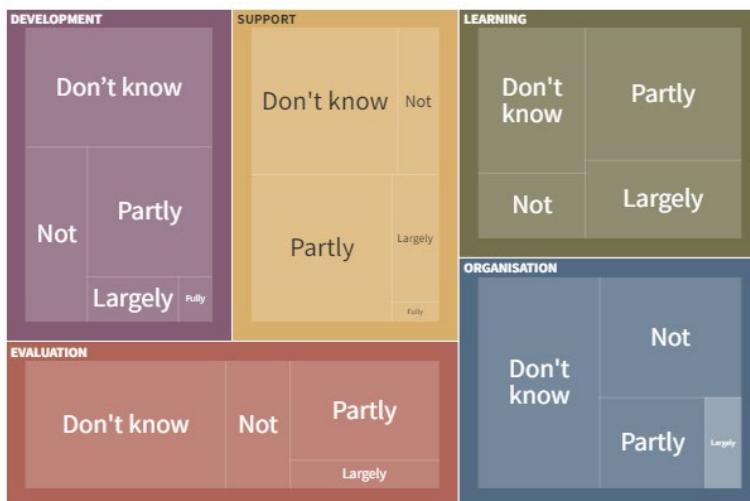 DEVELOPMENT
Don’t know
Not
Partly
Largely
Fully
SUPPORT
Don't know
Not
Partly
Largely
Fully
LEARNING
Don't
know
Partly
Not
Largely
EVALUATION
Don't know
Not
Partly
Largely
ORGANISATION
Don't
know
Not
Partly
Largely